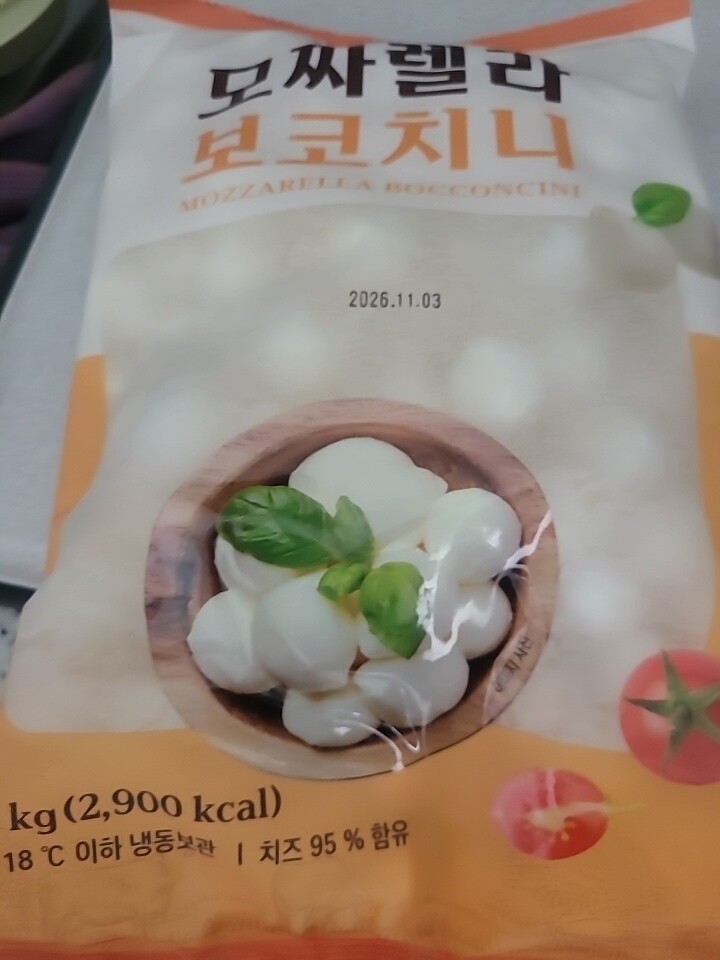 모짜렐라
보코치니
MOZZARELLA BOCCONCINI
2026.11.03
kg (2,900 kcal)
18 ℃ 이하 냉동보관 | 치즈 95 % 함유